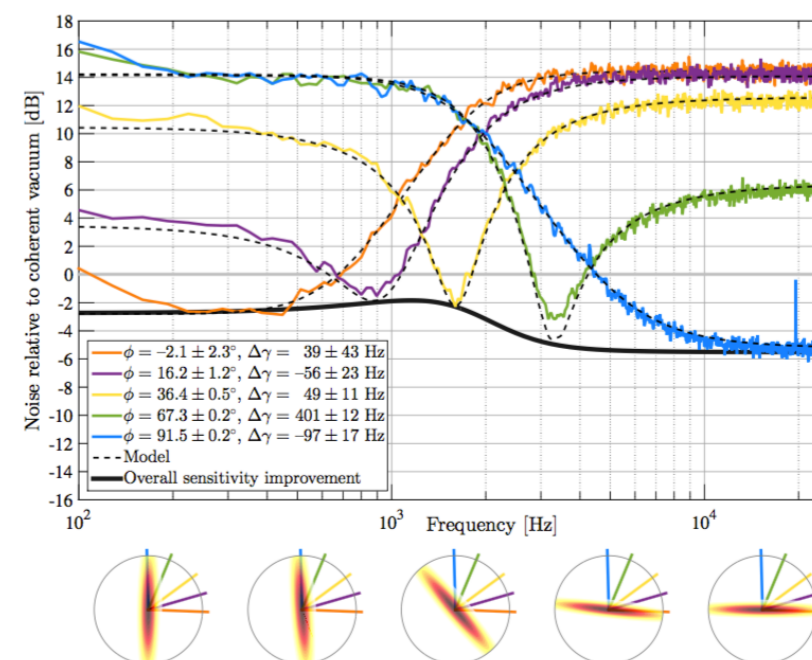 Noise relative to coherent vacuum [dB]
18
16
14
12
10
8
6
4
2
0
-2
-4
-6
-8
-10
-12
-14
-16
ϕ = −2.1 ± 2.3°, Δγ = 39 ± 43 Hz
ϕ = 16.2 ± 1.2°, Δγ = −56 ± 23 Hz
ϕ = 36.4 ± 0.5°, Δγ = 49 ± 11 Hz
ϕ = 67.3 ± 0.2°, Δγ = 401 ± 12 Hz
ϕ = 91.5 ± 0.2°, Δγ = −97 ± 17 Hz
Model
Overall sensitivity improvement
10² 10³ 10⁴
Frequency [Hz]